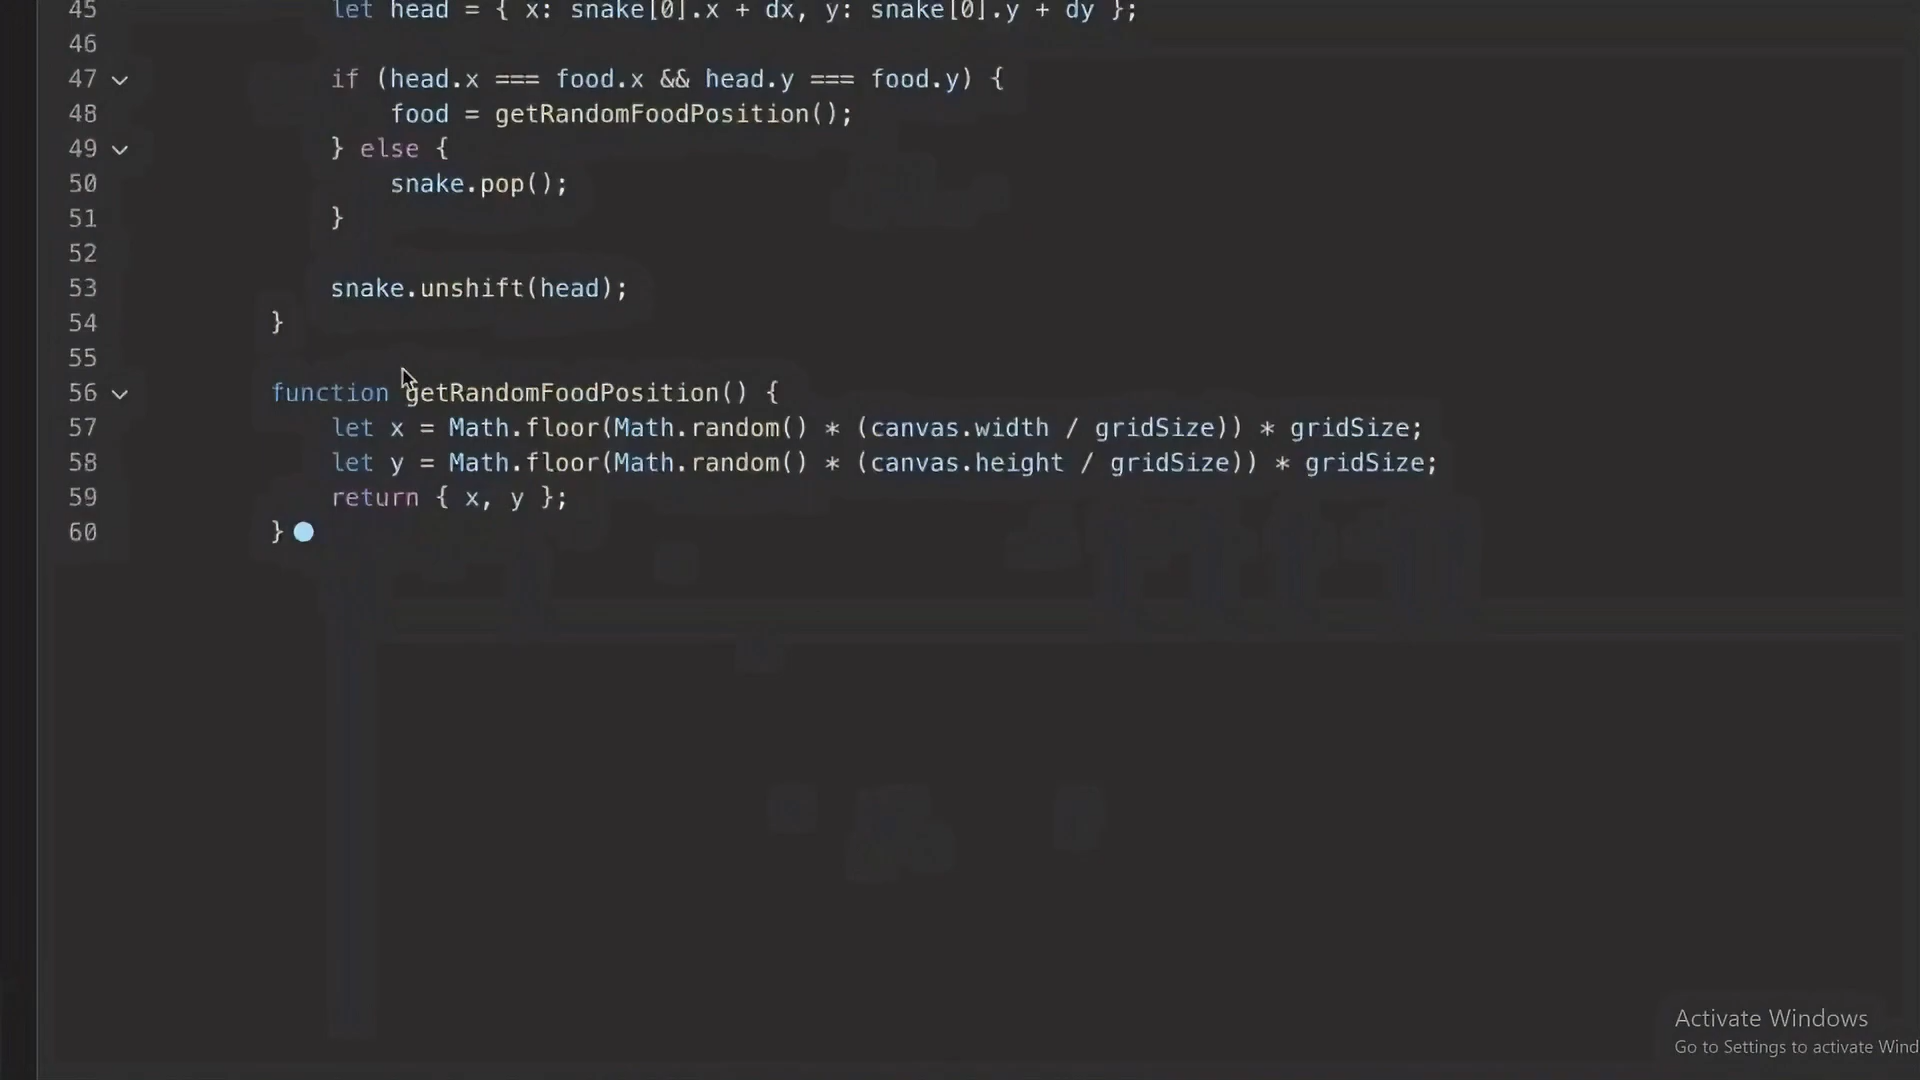 45 let head = { x: snake[0].x + dx, y: snake[0].y + dy };
46
47 if (head.x === food.x && head.y === food.y) {
48 food = getRandomFoodPosition();
49 } else {
50 snake.pop();
51 }
52
53 snake.unshift(head);
54 }
55
56 function getRandomFoodPosition() {
57 let x = Math.floor(Math.random() * (canvas.width / gridSize)) * gridSize;
58 let y = Math.floor(Math.random() * (canvas.height / gridSize)) * gridSize;
59 return { x, y };
60 }
Activate Windows
Go to Settings to activate Wind